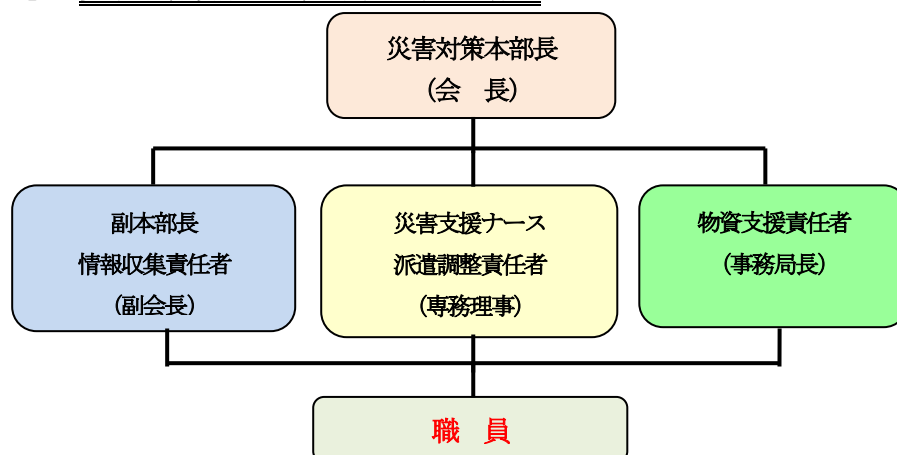 災害対策本部長
(会　長)
副本部長
情報収集責任者
(副会長)
災害支援ナース
派遣調整責任者
(専務理事)
物資支援責任者
(事務局長)
職　員